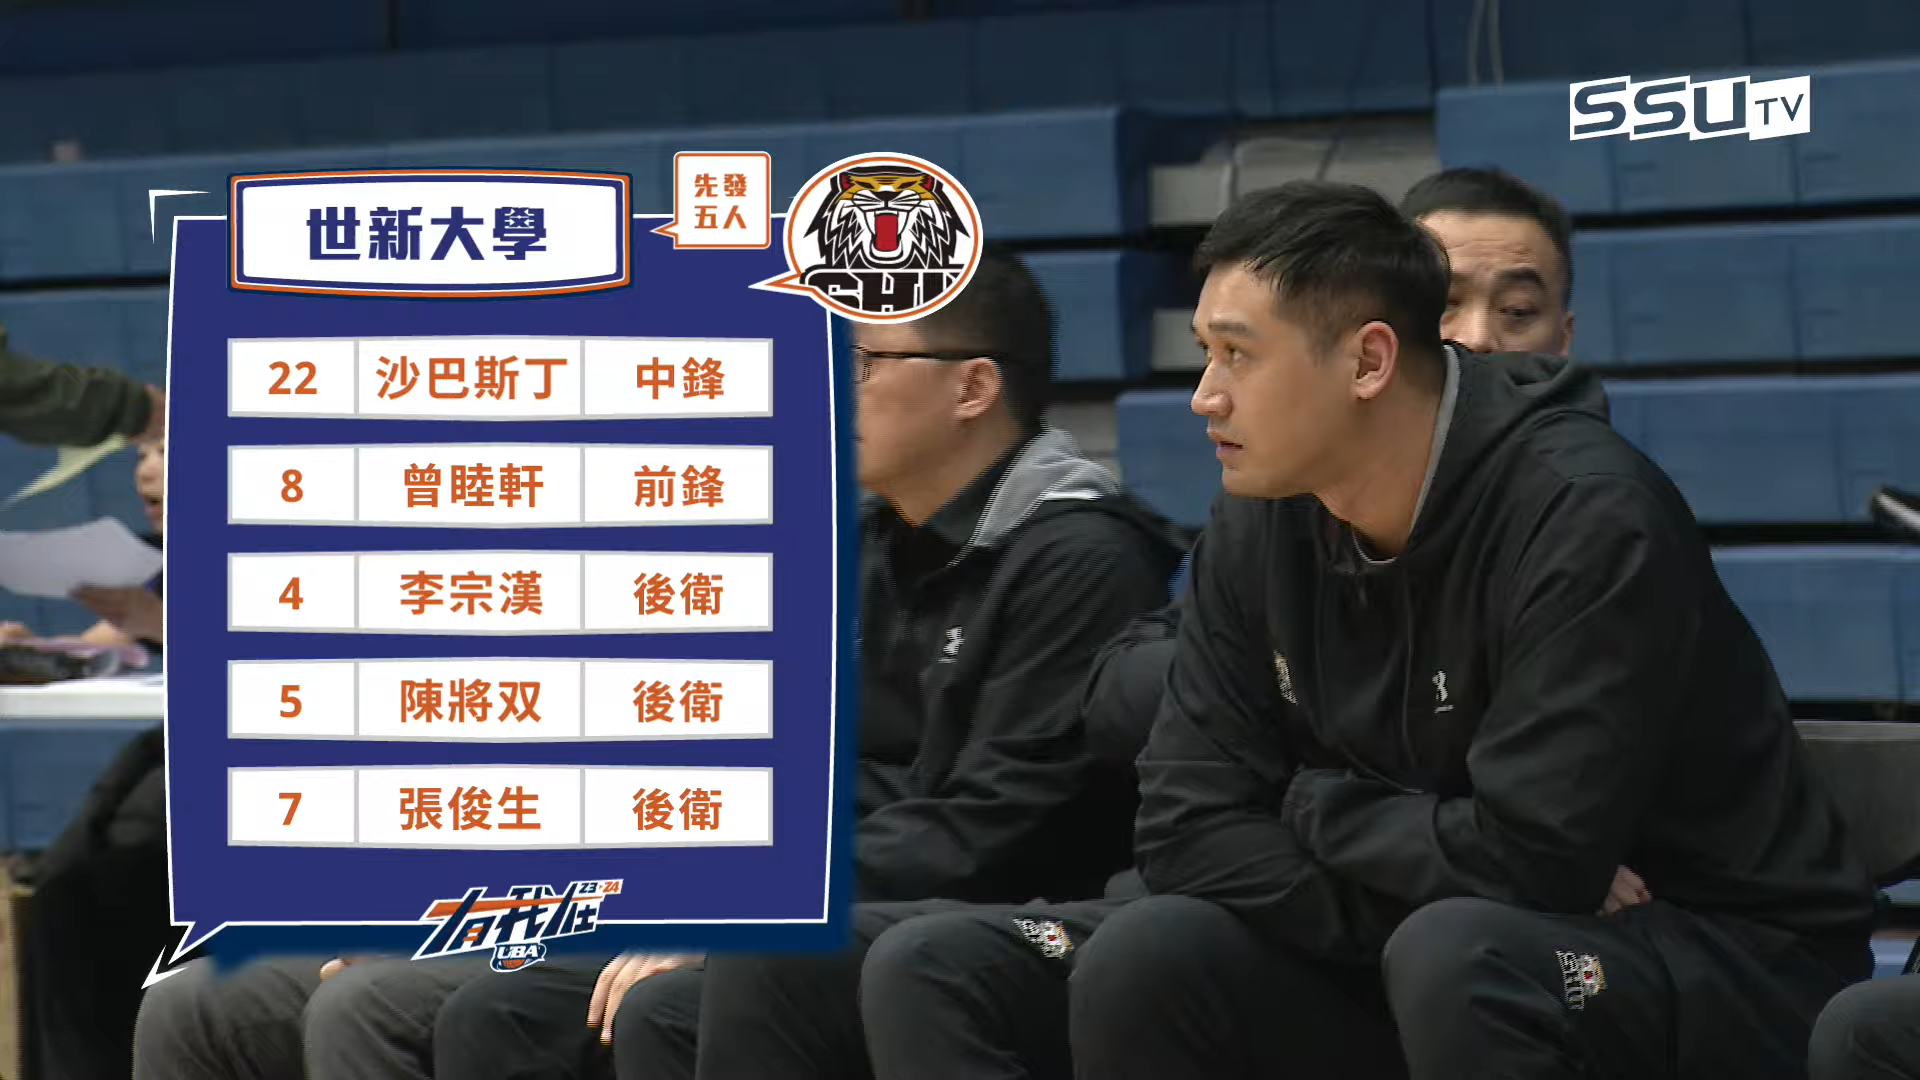 SSU TV
先發
五人
世新大學
SHU
22 沙巴斯丁 中鋒
8 曾睦軒 前鋒
4 李宗漢 後衛
5 陳將双 後衛
7 張俊生 後衛
23-24
有我在
UBA